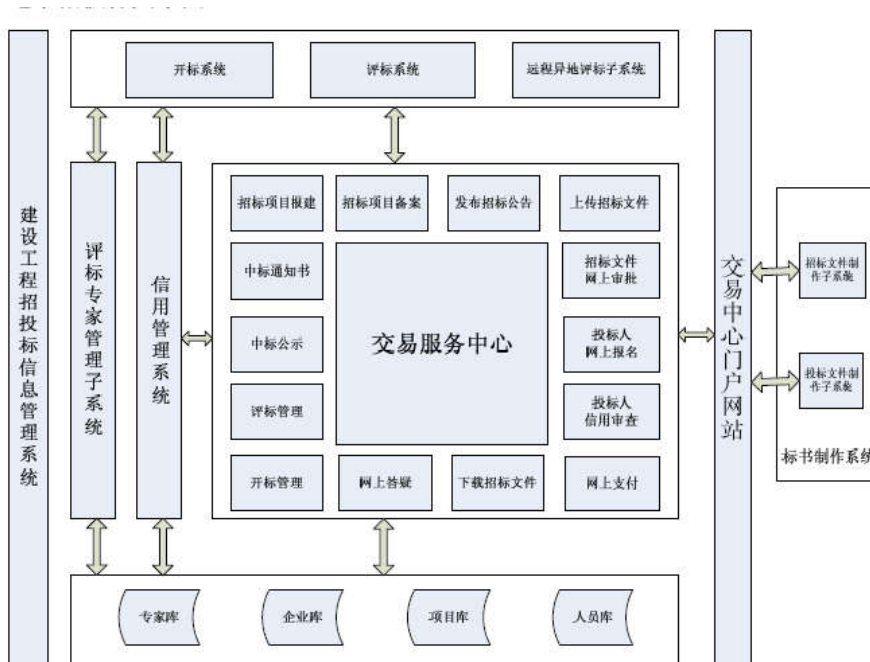 建设工程招投标信息管理系统
开标系统
评标系统
远程异地评标子系统
评标专家管理子系统
信用管理系统
招标项目报建
招标项目备案
发布招标公告
上传招标文件
中标通知书
招标文件
网上审批
中标公示
交易服务中心
投标人
网上报名
评标管理
投标人
信用审查
开标管理
网上答疑
下载招标文件
网上支付
交易中心门户网站
招标文件制
作子系统
投标文件制
作子系统
标书制作系统
专家库
企业库
项目库
人员库